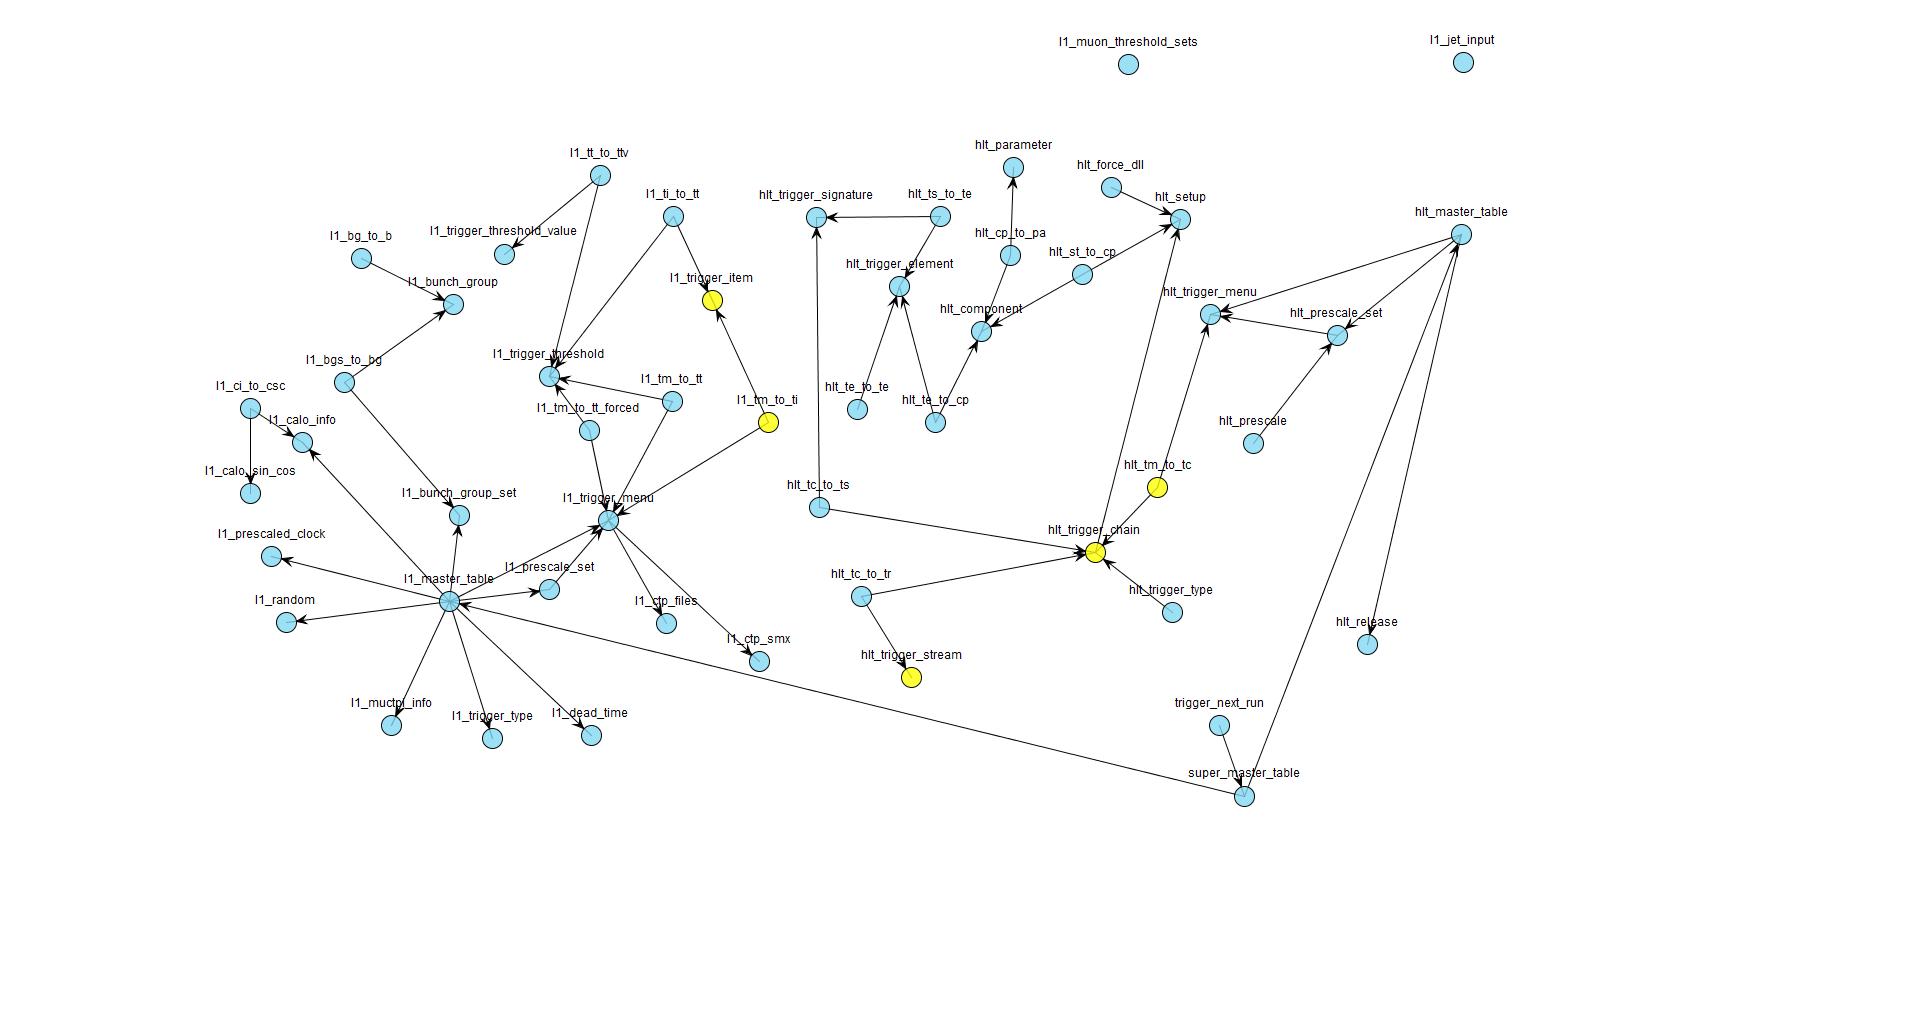 l1_jet_input
l1_muon_threshold_sets
hlt_parameter
l1_tt_to_ttv
hlt_force_dll
l1_ti_to_tt
hlt_trigger_signature
hlt_ts_to_te
hlt_setup
hlt_master_table
l1_trigger_threshold_value
hlt_cp_to_pa
l1_bg_to_b
hlt_st_to_cp
hlt_trigger_element
l1_trigger_item
l1_bunch_group
hlt_trigger_menu
hlt_component
hlt_prescale_set
l1_trigger_threshold
l1_bgs_to_bg
l1_tm_to_tt
l1_ci_to_csc
hlt_te_to_te
l1_tm_to_ti
hlt_te_to_cp
l1_tm_to_tt_forced
l1_calo_info
hlt_prescale
hlt_tm_to_tc
l1_calo_sin_cos
hlt_tc_to_ts
l1_bunch_group_set
l1_trigger_menu
hlt_trigger_chain
l1_prescaled_clock
l1_prescale_set
hlt_tc_to_tr
l1_master_table
hlt_trigger_type
l1_random
l1_ctp_files
hlt_release
l1_ctp_smx
hlt_trigger_stream
l1_muctpi_info
trigger_next_run
l1_dead_time
l1_trigger_type
super_master_table